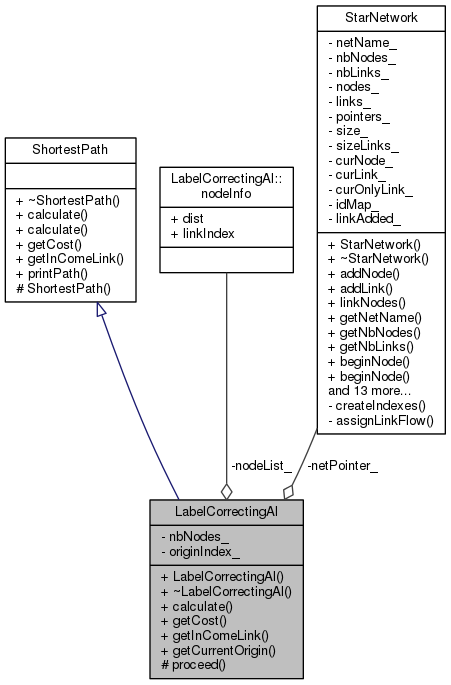 StarNetwork
- netName_
- nbNodes_
- nbLinks_
- nodes_
- links_
- pointers_
- size_
- sizeLinks_
- curNode_
- curLink_
- curOnlyLink_
- idMap_
- linkAdded_
+ StarNetwork()
+ ~StarNetwork()
+ addNode()
+ addLink()
+ linkNodes()
+ getNetName()
+ getNbNodes()
+ getNbLinks()
+ beginNode()
+ beginNode()
and 13 more...
- createIndexes()
- assignLinkFlow()
ShortestPath
+ ~ShortestPath()
+ calculate()
+ calculate()
+ getCost()
+ getInComeLink()
+ printPath()
# ShortestPath()
LabelCorrectingAl::
nodeInfo
+ dist
+ linkIndex
-nodeList_
-netPointer_
LabelCorrectingAl
- nbNodes_
- originIndex_
+ LabelCorrectingAl()
+ ~LabelCorrectingAl()
+ calculate()
+ getCost()
+ getInComeLink()
+ getCurrentOrigin()
# proceed()